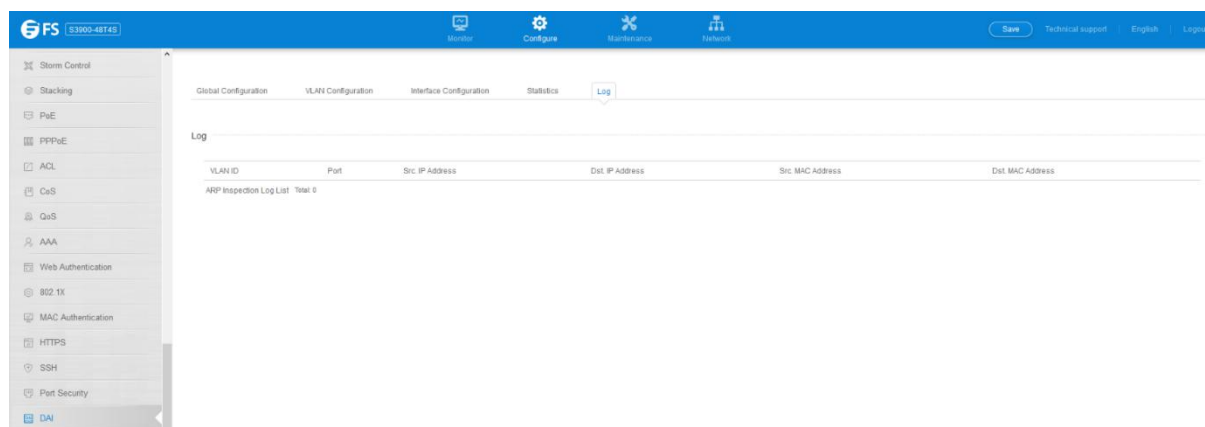 FS S3900-48T4S
Monitor Configure Maintenance Network
Save Technical support English
Storm Control
Stacking
PoE
PPPoE
ACL
CoS
QoS
AAA
Web Authentication
802.1X
MAC Authentication
HTTPS
SSH
Port Security
DAI
Global Configuration VLAN Configuration Interface Configuration Statistics Log
Log
VLAN ID Port Src. IP Address Dst. IP Address Src. MAC Address Dst. MAC Address
ARP Inspection Log List Total: 0